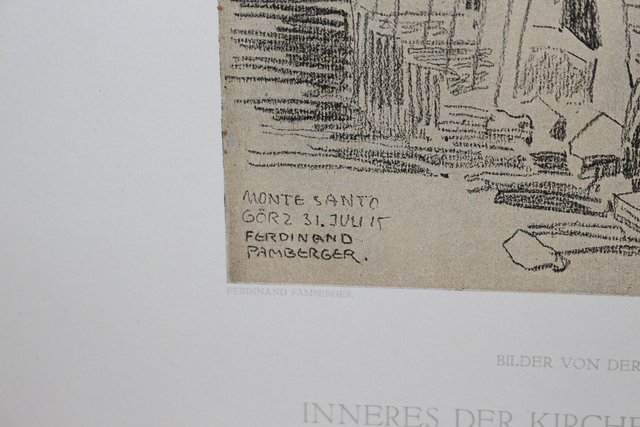 MONTE SANTO
GÖRZ 31. JULI 15
FERDINAND
PAMBERGER.
FERDINAND PAMBERGER.
BILDER VON DER
INNERES DER KIRCHE